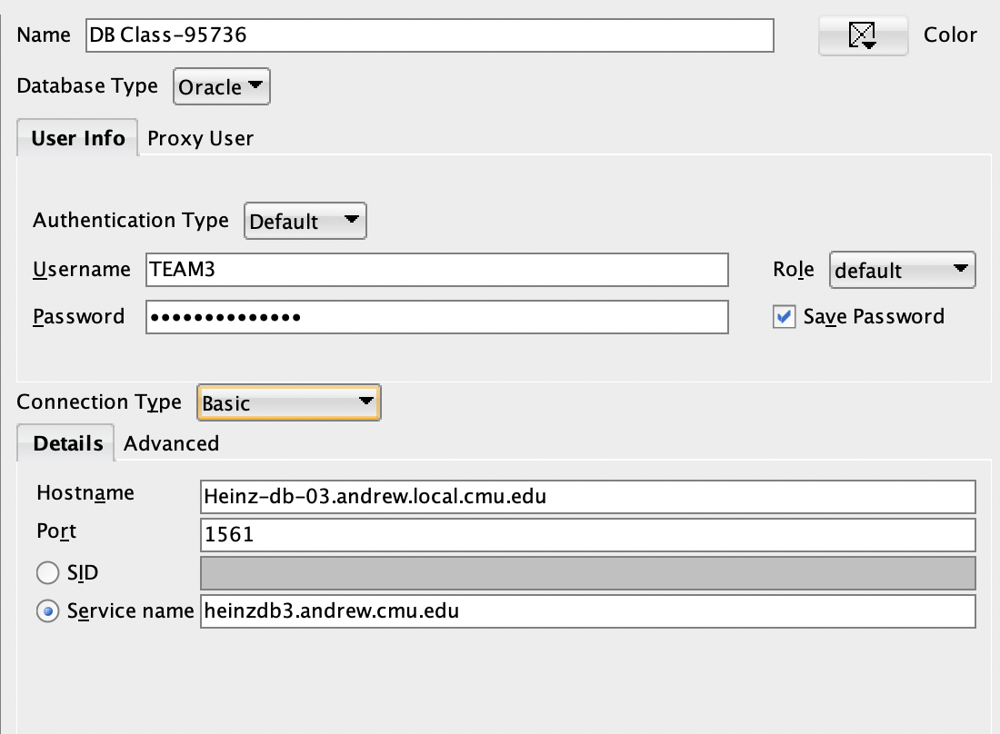 Name DB Class-95736 Color
Database Type Oracle
User Info Proxy User
Authentication Type Default
Username TEAM3 Role default
Password •••••••••••••• Save Password
Connection Type Basic
Details Advanced
Hostname Heinz-db-03.andrew.local.cmu.edu
Port 1561
SID
Service name heinzdb3.andrew.cmu.edu